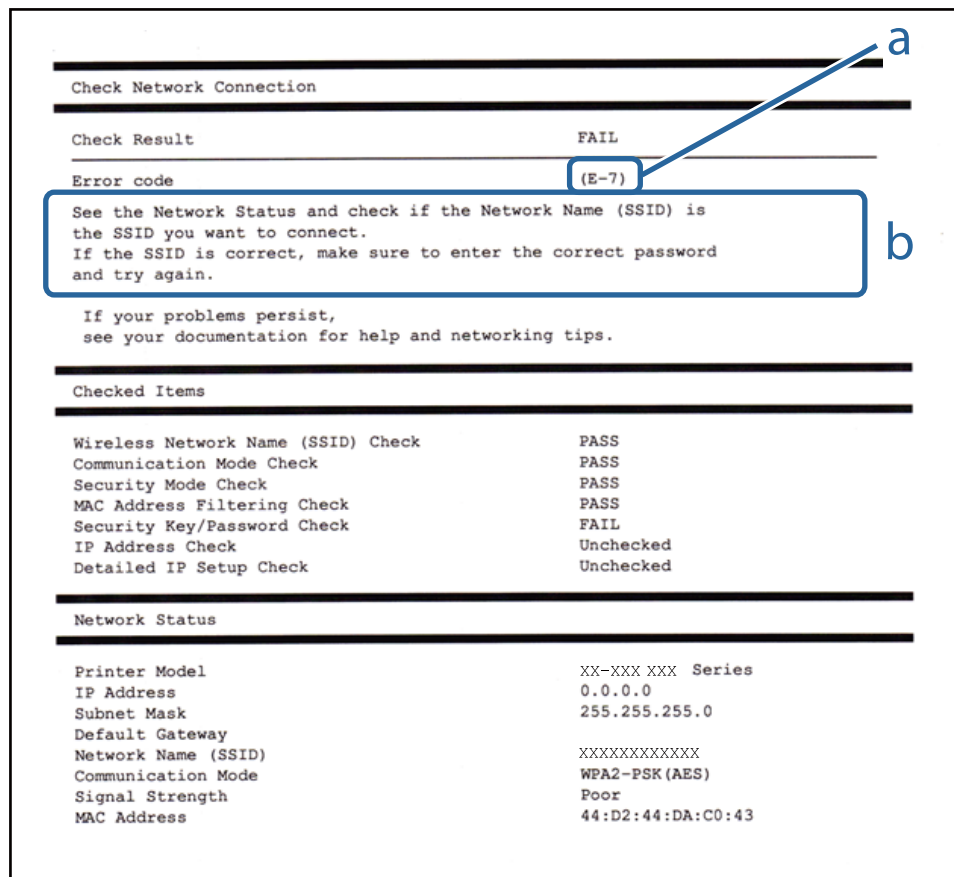 a
Check Network Connection
Check Result FAIL
Error code (E-7)
See the Network Status and check if the Network Name (SSID) is
the SSID you want to connect.
If the SSID is correct, make sure to enter the correct password
and try again.
b
If your problems persist,
see your documentation for help and networking tips.
Checked Items
Wireless Network Name (SSID) Check PASS
Communication Mode Check PASS
Security Mode Check PASS
MAC Address Filtering Check PASS
Security Key/Password Check FAIL
IP Address Check Unchecked
Detailed IP Setup Check Unchecked
Network Status
Printer Model XX-XXX XXX Series
IP Address 0.0.0.0
Subnet Mask 255.255.255.0
Default Gateway
Network Name (SSID) XXXXXXXXXXXX
Communication Mode WPA2-PSK(AES)
Signal Strength Poor
MAC Address 44:D2:44:DA:C0:43